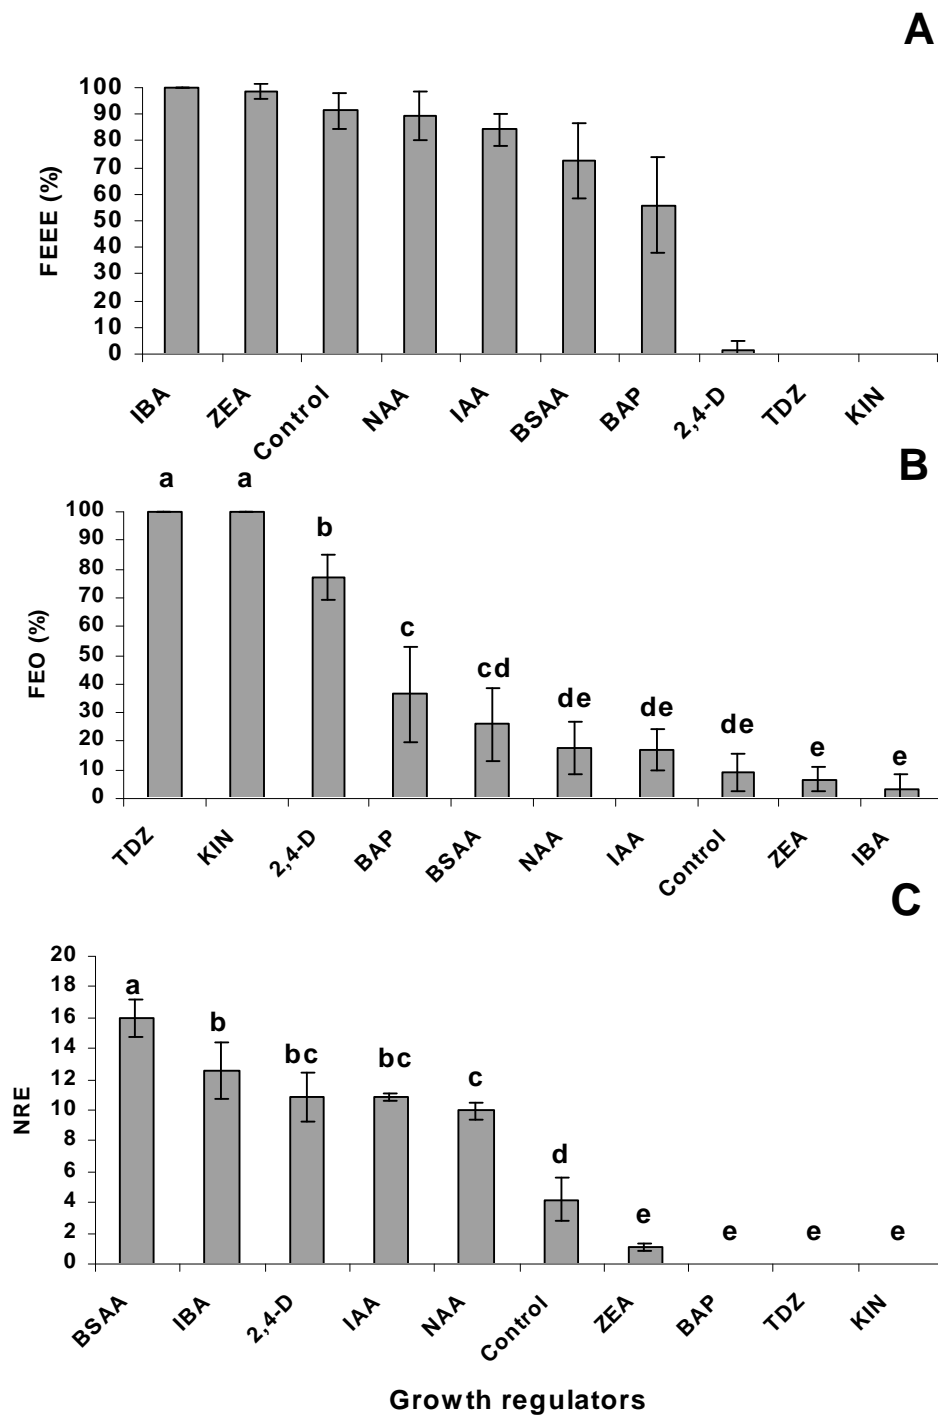 A
FEEE (%)
100
90
80
70
60
50
40
30
20
10
0
IBA ZEA Control NAA IAA BSAA BAP 2,4-D TDZ KIN
B
FEO (%)
100
90
80
70
60
50
40
30
20
10
0
a a b c cd de de de e e
TDZ KIN 2,4-D BAP BSAA NAA IAA Control ZEA IBA
C
NRE
20
18
16
14
12
10
8
6
4
2
0
a b bc bc c d e e e e
BSAA IBA 2,4-D IAA NAA Control ZEA BAP TDZ KIN
Growth regulators